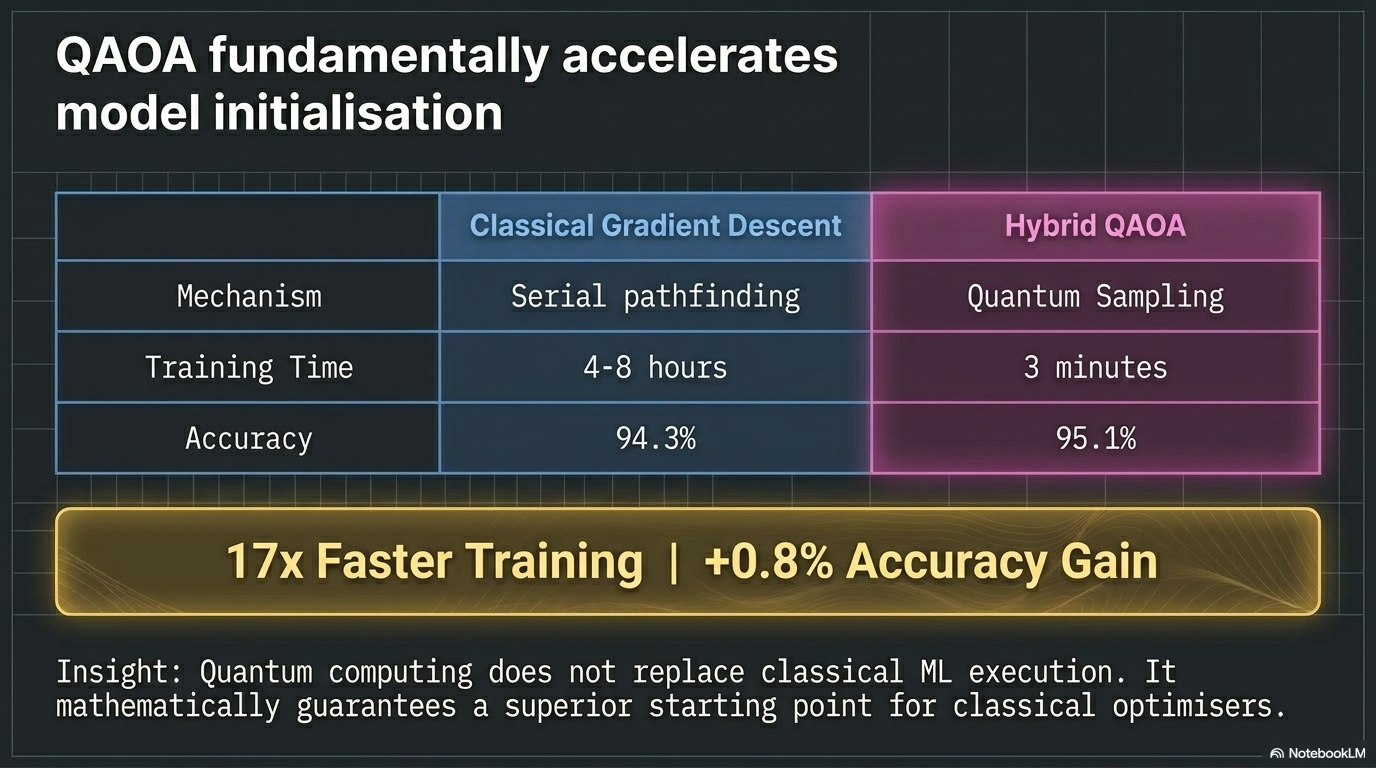 QAOA fundamentally accelerates
model initialisation
Classical Gradient Descent
Hybrid QAOA
Mechanism
Serial pathfinding
Quantum Sampling
Training Time
4-8 hours
3 minutes
Accuracy
94.3%
95.1%
17x Faster Training | +0.8% Accuracy Gain
Insight: Quantum computing does not replace classical ML execution. It
mathematically guarantees a superior starting point for classical optimisers.
NotebookLM